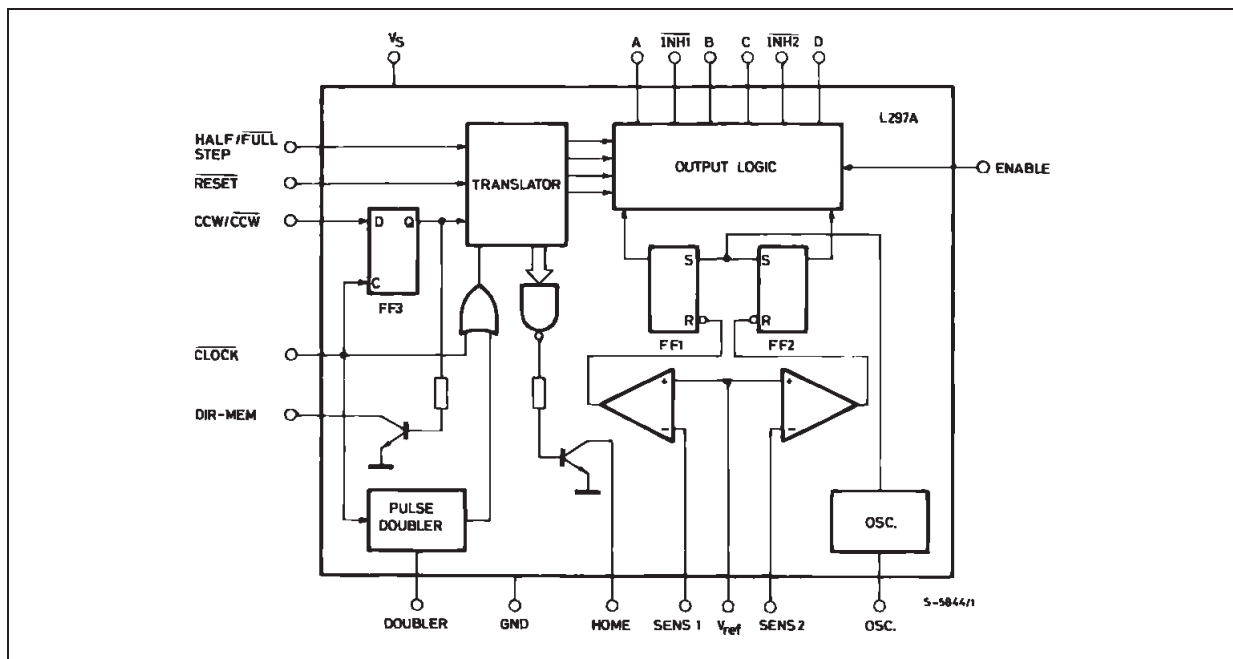 VS
A
INH1
B
C
INH2
D
L297A
HALF/FULL
STEP
RESET
CCW/CCW
TRANSLATOR
OUTPUT LOGIC
ENABLE
D
Q
C
FF3
S
R
FF1
S
R
FF2
CLOCK
DIR-MEM
+
-
+
-
PULSE
DOUBLER
OSC.
DOUBLER
GND
HOME
SENS 1
Vref
SENS 2
OSC.
S-5844/1